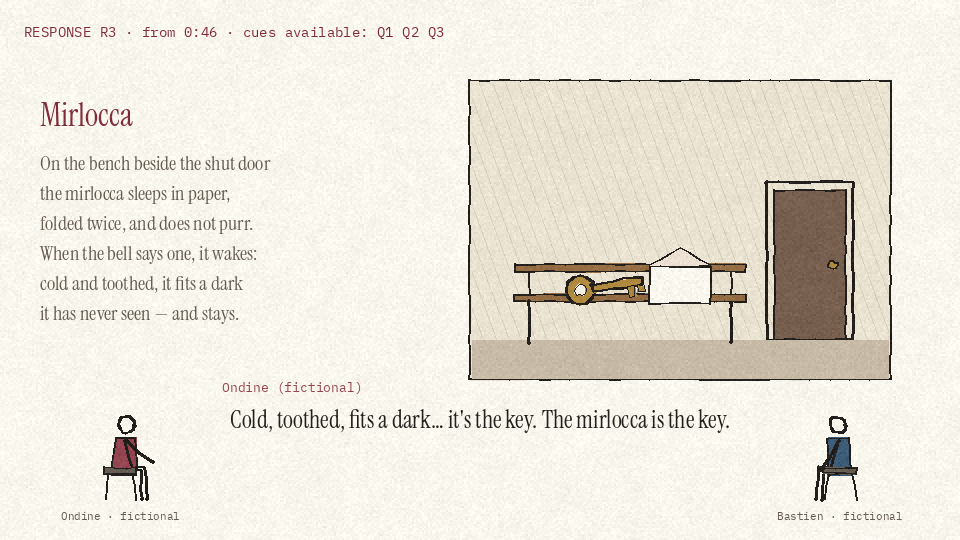 RESPONSE R3 · from 0:46 · cues available: Q1 Q2 Q3
Mirlocca
On the bench beside the shut door
the mirlocca sleeps in paper,
folded twice, and does not purr.
When the bell says one, it wakes:
cold and toothed, it fits a dark
it has never seen — and stays.
Ondine (fictional)
Cold, toothed, fits a dark... it's the key. The mirlocca is the key.
Ondine · fictional
Bastien · fictional